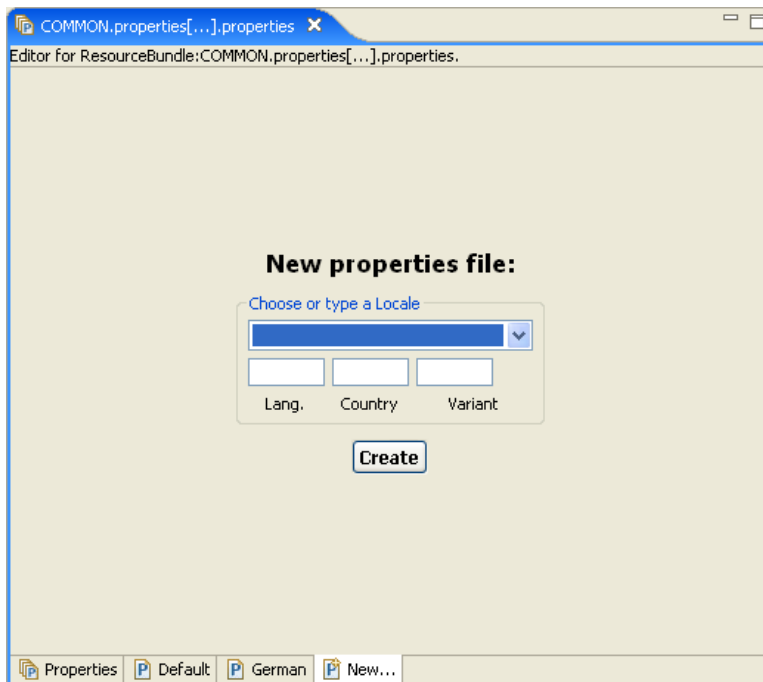 COMMON.properties[...].properties
Editor for ResourceBundle:COMMON.properties[...].properties.
New properties file:
Choose or type a Locale
Lang. Country Variant
Create
Properties Default German New...